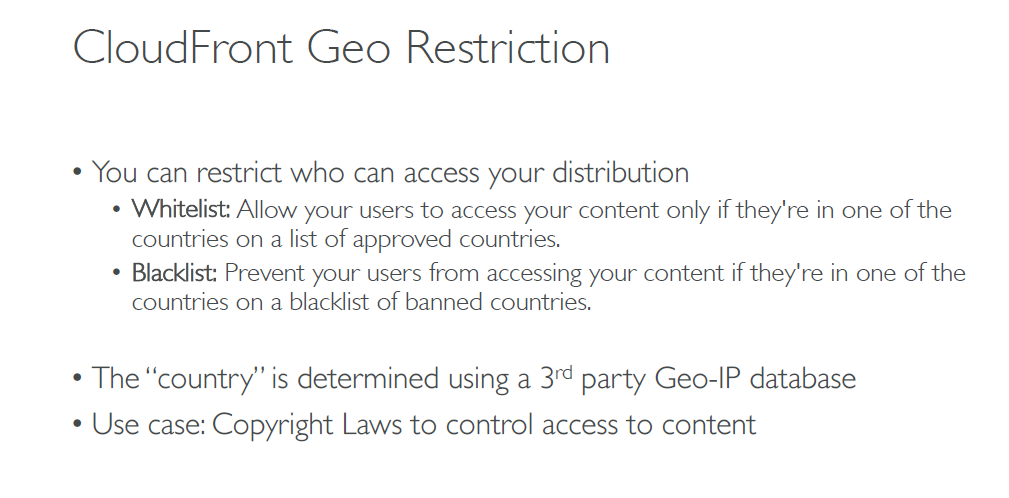 CloudFront Geo Restriction
• You can restrict who can access your distribution
• Whitelist: Allow your users to access your content only if they're in one of the
countries on a list of approved countries.
• Blacklist: Prevent your users from accessing your content if they're in one of the
countries on a blacklist of banned countries.
• The “country” is determined using a 3rd party Geo-IP database
• Use case: Copyright Laws to control access to content